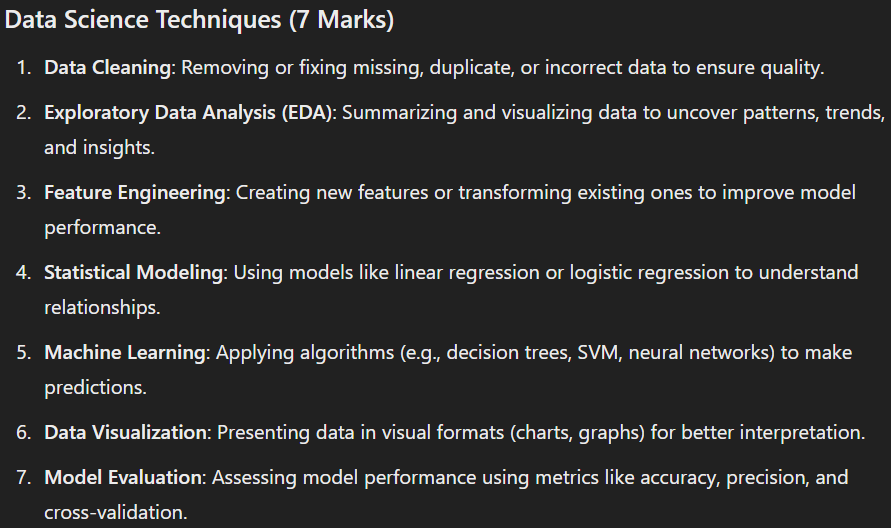 Data Science Techniques (7 Marks)
1. Data Cleaning: Removing or fixing missing, duplicate, or incorrect data to ensure quality.
2. Exploratory Data Analysis (EDA): Summarizing and visualizing data to uncover patterns, trends,
and insights.
3. Feature Engineering: Creating new features or transforming existing ones to improve model
performance.
4. Statistical Modeling: Using models like linear regression or logistic regression to understand
relationships.
5. Machine Learning: Applying algorithms (e.g., decision trees, SVM, neural networks) to make
predictions.
6. Data Visualization: Presenting data in visual formats (charts, graphs) for better interpretation.
7. Model Evaluation: Assessing model performance using metrics like accuracy, precision, and
cross-validation.